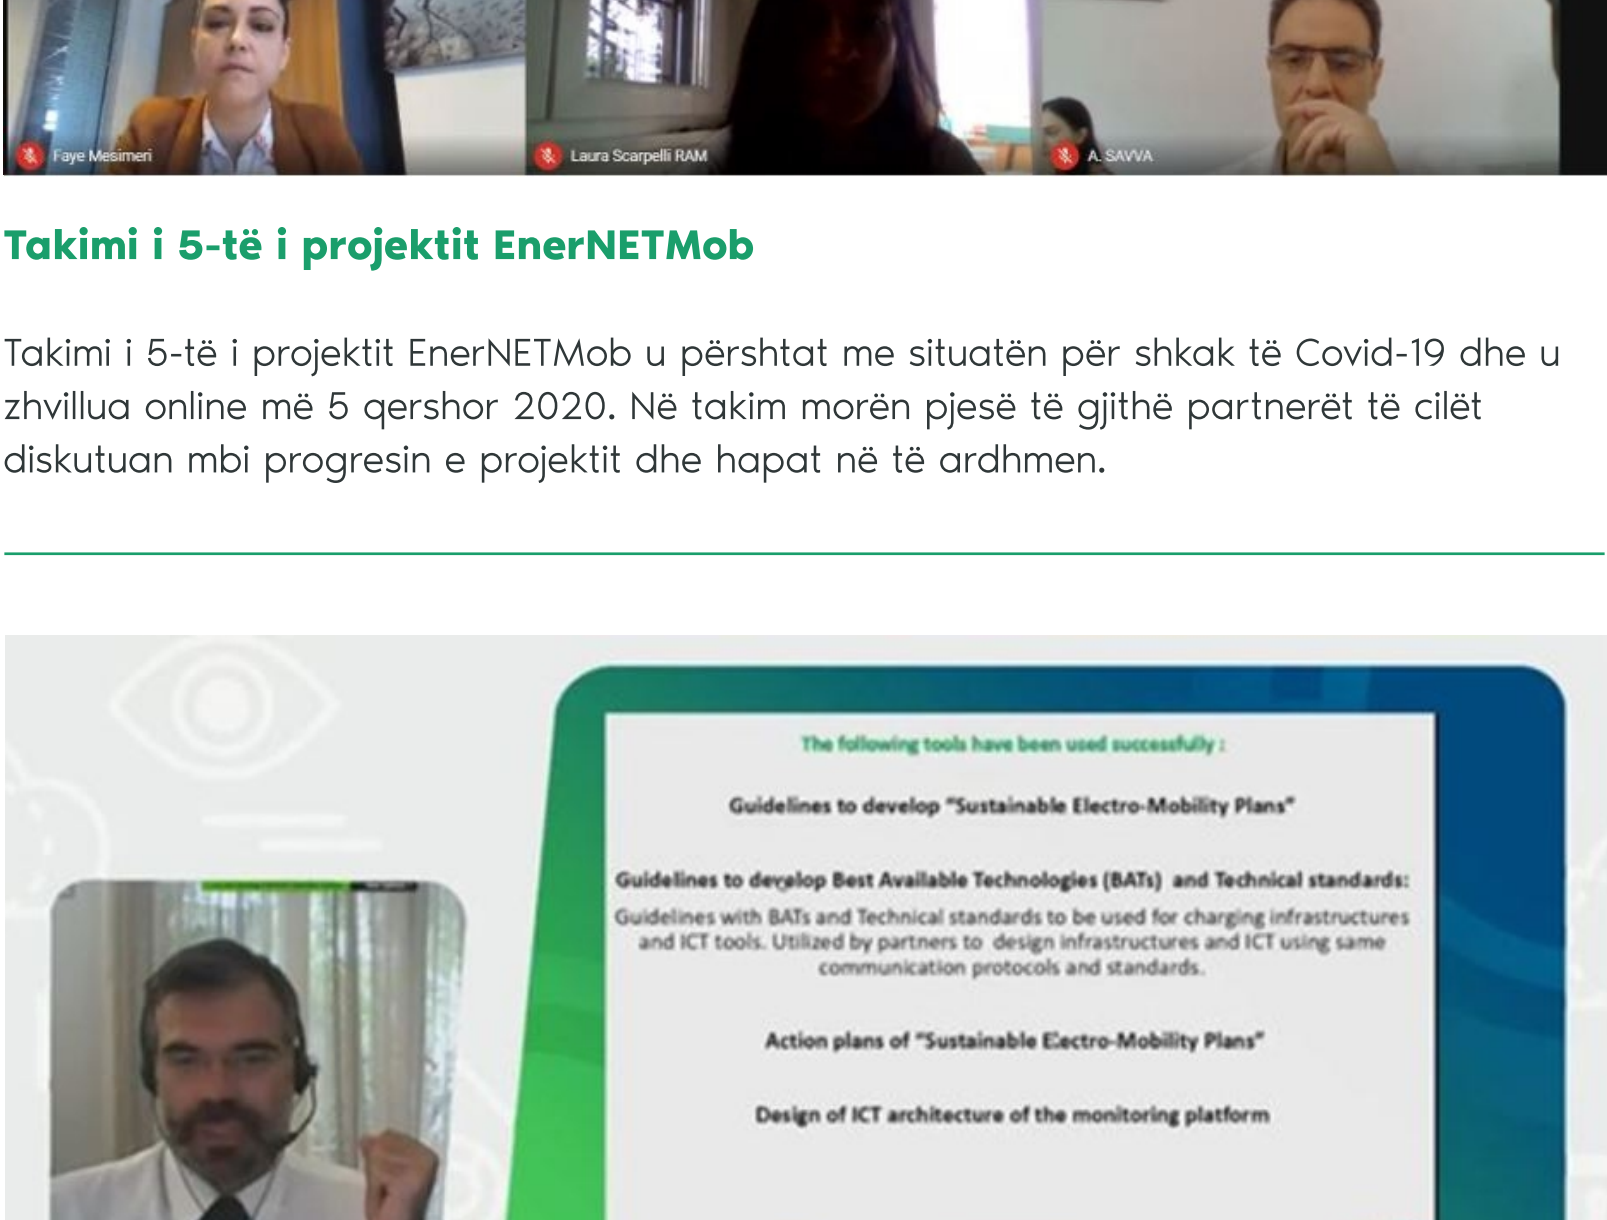 Faye Mesimeri
Laura Scarpelli RAM
A. SAVVA
Takimi i 5-të i projektit EnerNETMob
Takimi i 5-të i projektit EnerNETMob u përshtat me situatën për shkak të Covid-19 dhe u
zhvillua online më 5 qershor 2020. Në takim morën pjesë të gjithë partnerët të cilët
diskutuan mbi progresin e projektit dhe hapat në të ardhmen.
The following tools have been used successfully :
Guidelines to develop “Sustainable Electro-Mobility Plans”
Guidelines to develop Best Available Technologies (BATs) and Technical standards:
Guidelines with BATs and Technical standards to be used for charging infrastructures
and ICT tools. Utilized by partners to design infrastructures and ICT using same
communication protocols and standards.
Action plans of “Sustainable Electro-Mobility Plans”
Design of ICT architecture of the monitoring platform